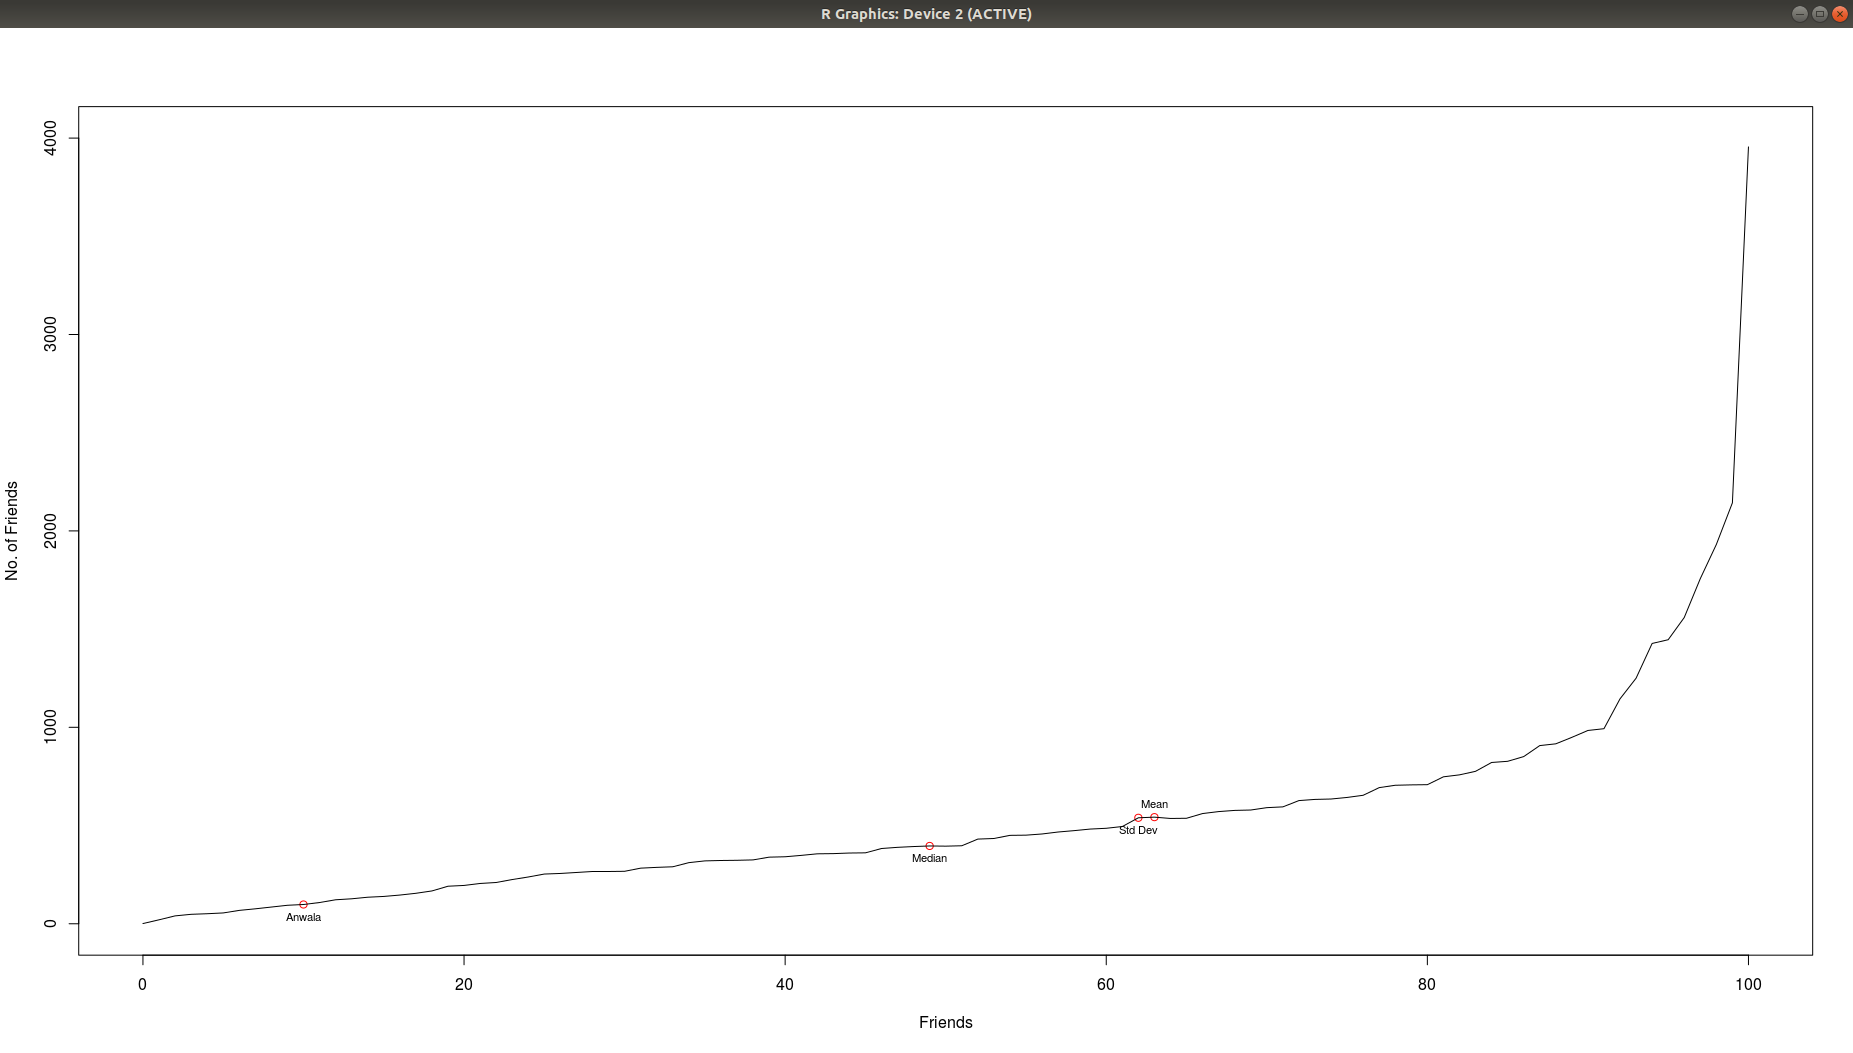 R Graphics: Device 2 (ACTIVE)
4000
3000
2000
1000
0
No. of Friends
Mean
Std Dev
Median
Anwala
0 20 40 60 80 100
Friends